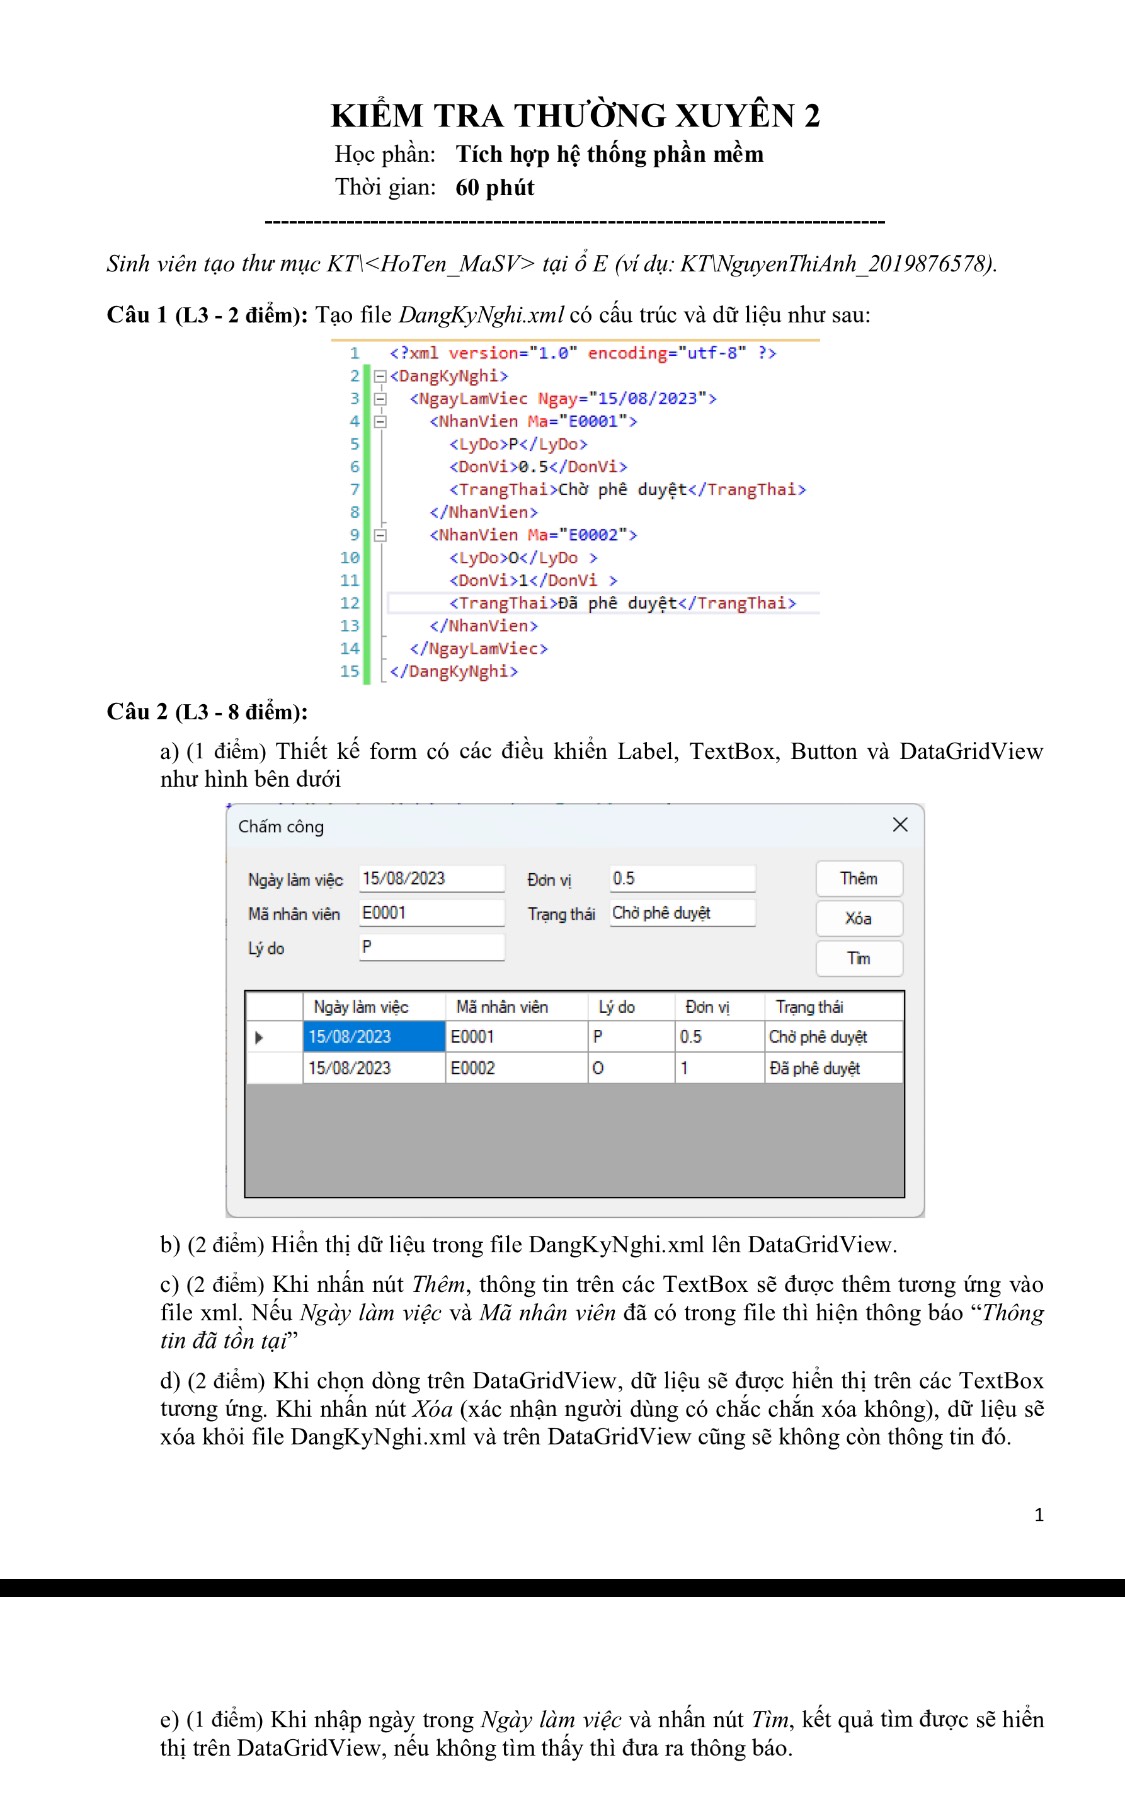 KIỂM TRA THƯỜNG XUYÊN 2
Học phần: Tích hợp hệ thống phần mềm
Thời gian: 60 phút
Sinh viên tạo thư mục KT\<HoTen_MaSV> tại ổ E (ví dụ: KT\NguyenThiAnh_2019876578).
Câu 1 (L3 - 2 điểm): Tạo file DangKyNghi.xml có cấu trúc và dữ liệu như sau:
1 <?xml version="1.0" encoding="utf-8" ?>
2 <DangKyNghi>
3 <NgayLamViec Ngay="15/08/2023">
4 <NhanVien Ma="E0001">
5 <LyDo>P</LyDo>
6 <DonVi>0.5</DonVi>
7 <TrangThai>Chờ phê duyệt</TrangThai>
8 </NhanVien>
9 <NhanVien Ma="E0002">
10 <LyDo>O</LyDo >
11 <DonVi>1</DonVi >
12 <TrangThai>Đã phê duyệt</TrangThai>
13 </NhanVien>
14 </NgayLamViec>
15 </DangKyNghi>
Câu 2 (L3 - 8 điểm):
a) (1 điểm) Thiết kế form có các điều khiển Label, TextBox, Button và DataGridView
như hình bên dưới
Chấm công
Ngày làm việc 15/08/2023 Đơn vị 0.5 Thêm
Mã nhân viên E0001 Trạng thái Chờ phê duyệt Xóa
Lý do P Tìm
Ngày làm việc Mã nhân viên Lý do Đơn vị Trạng thái
15/08/2023 E0001 P 0.5 Chờ phê duyệt
15/08/2023 E0002 O 1 Đã phê duyệt
b) (2 điểm) Hiển thị dữ liệu trong file DangKyNghi.xml lên DataGridView.
c) (2 điểm) Khi nhấn nút Thêm, thông tin trên các TextBox sẽ được thêm tương ứng vào
file xml. Nếu Ngày làm việc và Mã nhân viên đã có trong file thì hiện thông báo “Thông
tin đã tồn tại”
d) (2 điểm) Khi chọn dòng trên DataGridView, dữ liệu sẽ được hiển thị trên các TextBox
tương ứng. Khi nhấn nút Xóa (xác nhận người dùng có chắc chắn xóa không), dữ liệu sẽ
xóa khỏi file DangKyNghi.xml và trên DataGridView cũng sẽ không còn thông tin đó.
1
e) (1 điểm) Khi nhập ngày trong Ngày làm việc và nhấn nút Tìm, kết quả tìm được sẽ hiển
thị trên DataGridView, nếu không tìm thấy thì đưa ra thông báo.